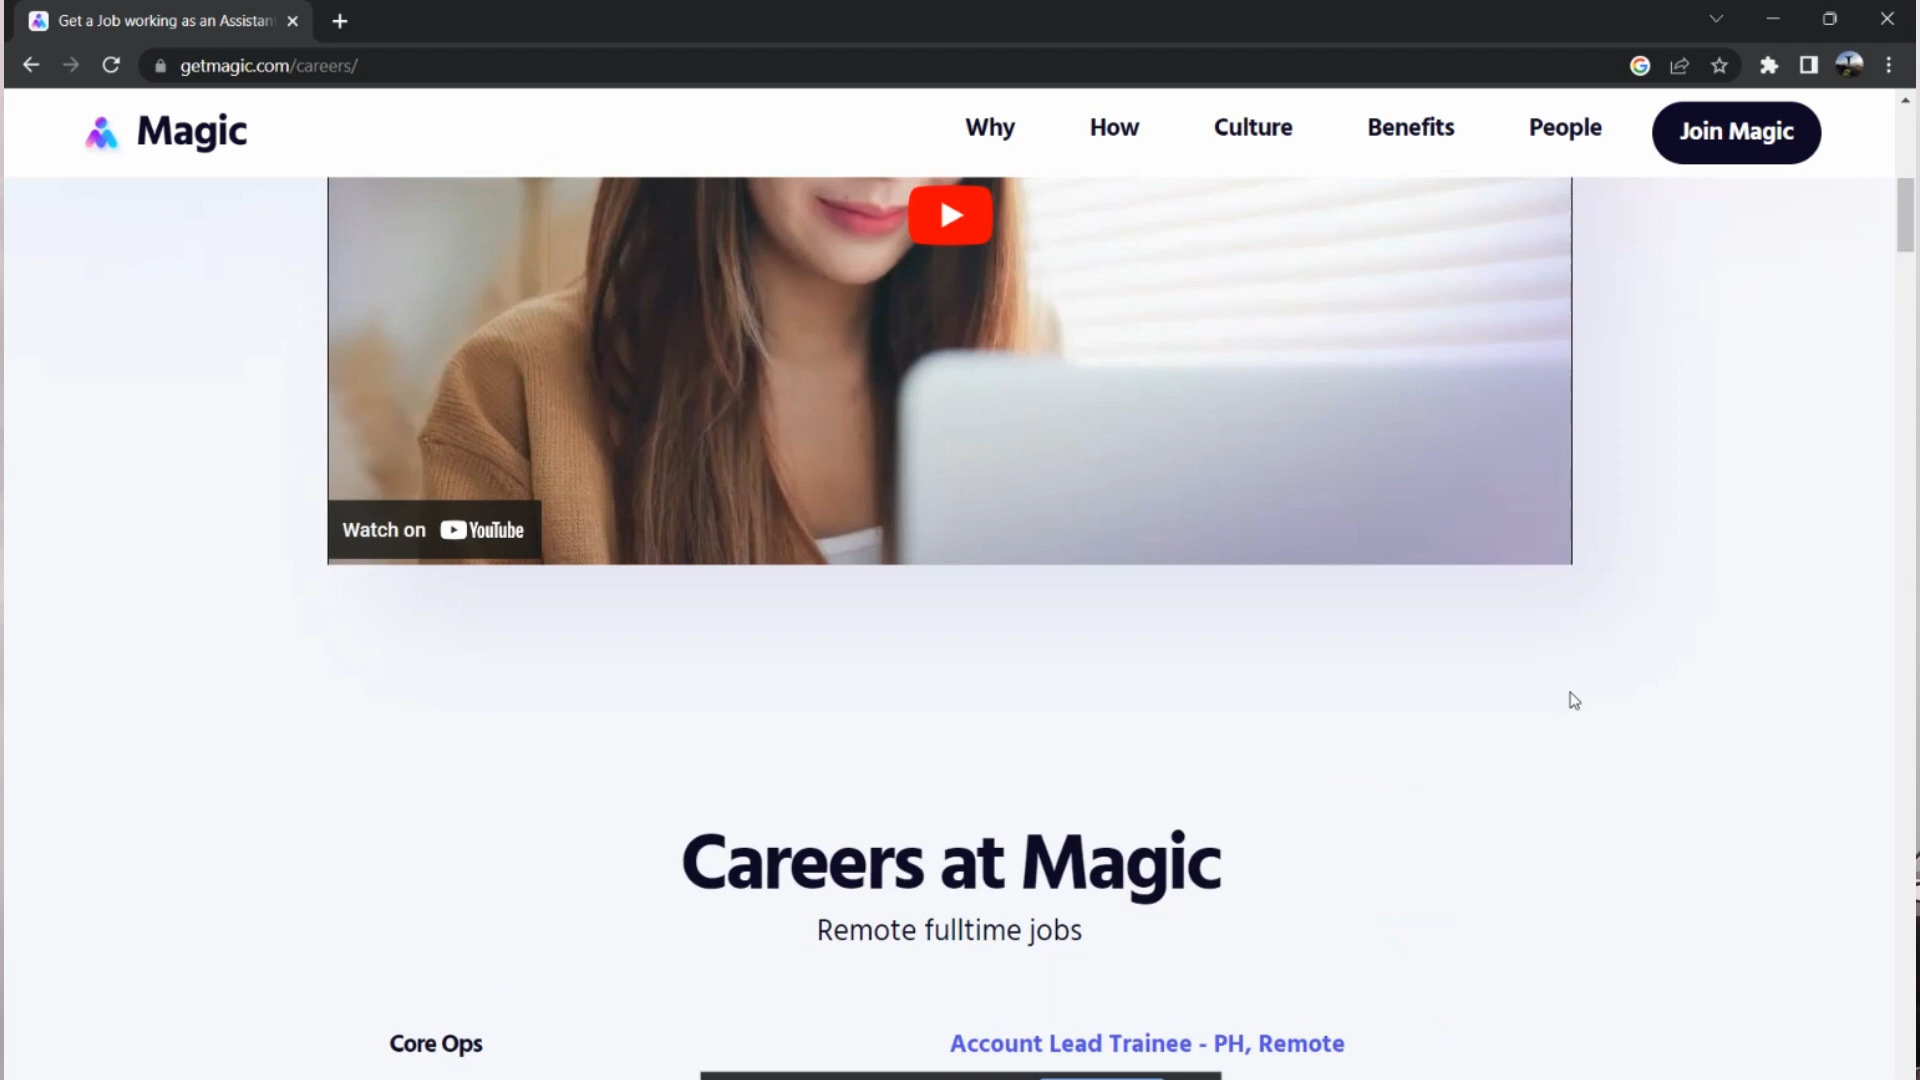 Get a Job working as an Assistan
getmagic.com/careers/
Magic
Why
How
Culture
Benefits
People
Join Magic
Watch on YouTube
Careers at Magic
Remote fulltime jobs
Core Ops
Account Lead Trainee - PH, Remote